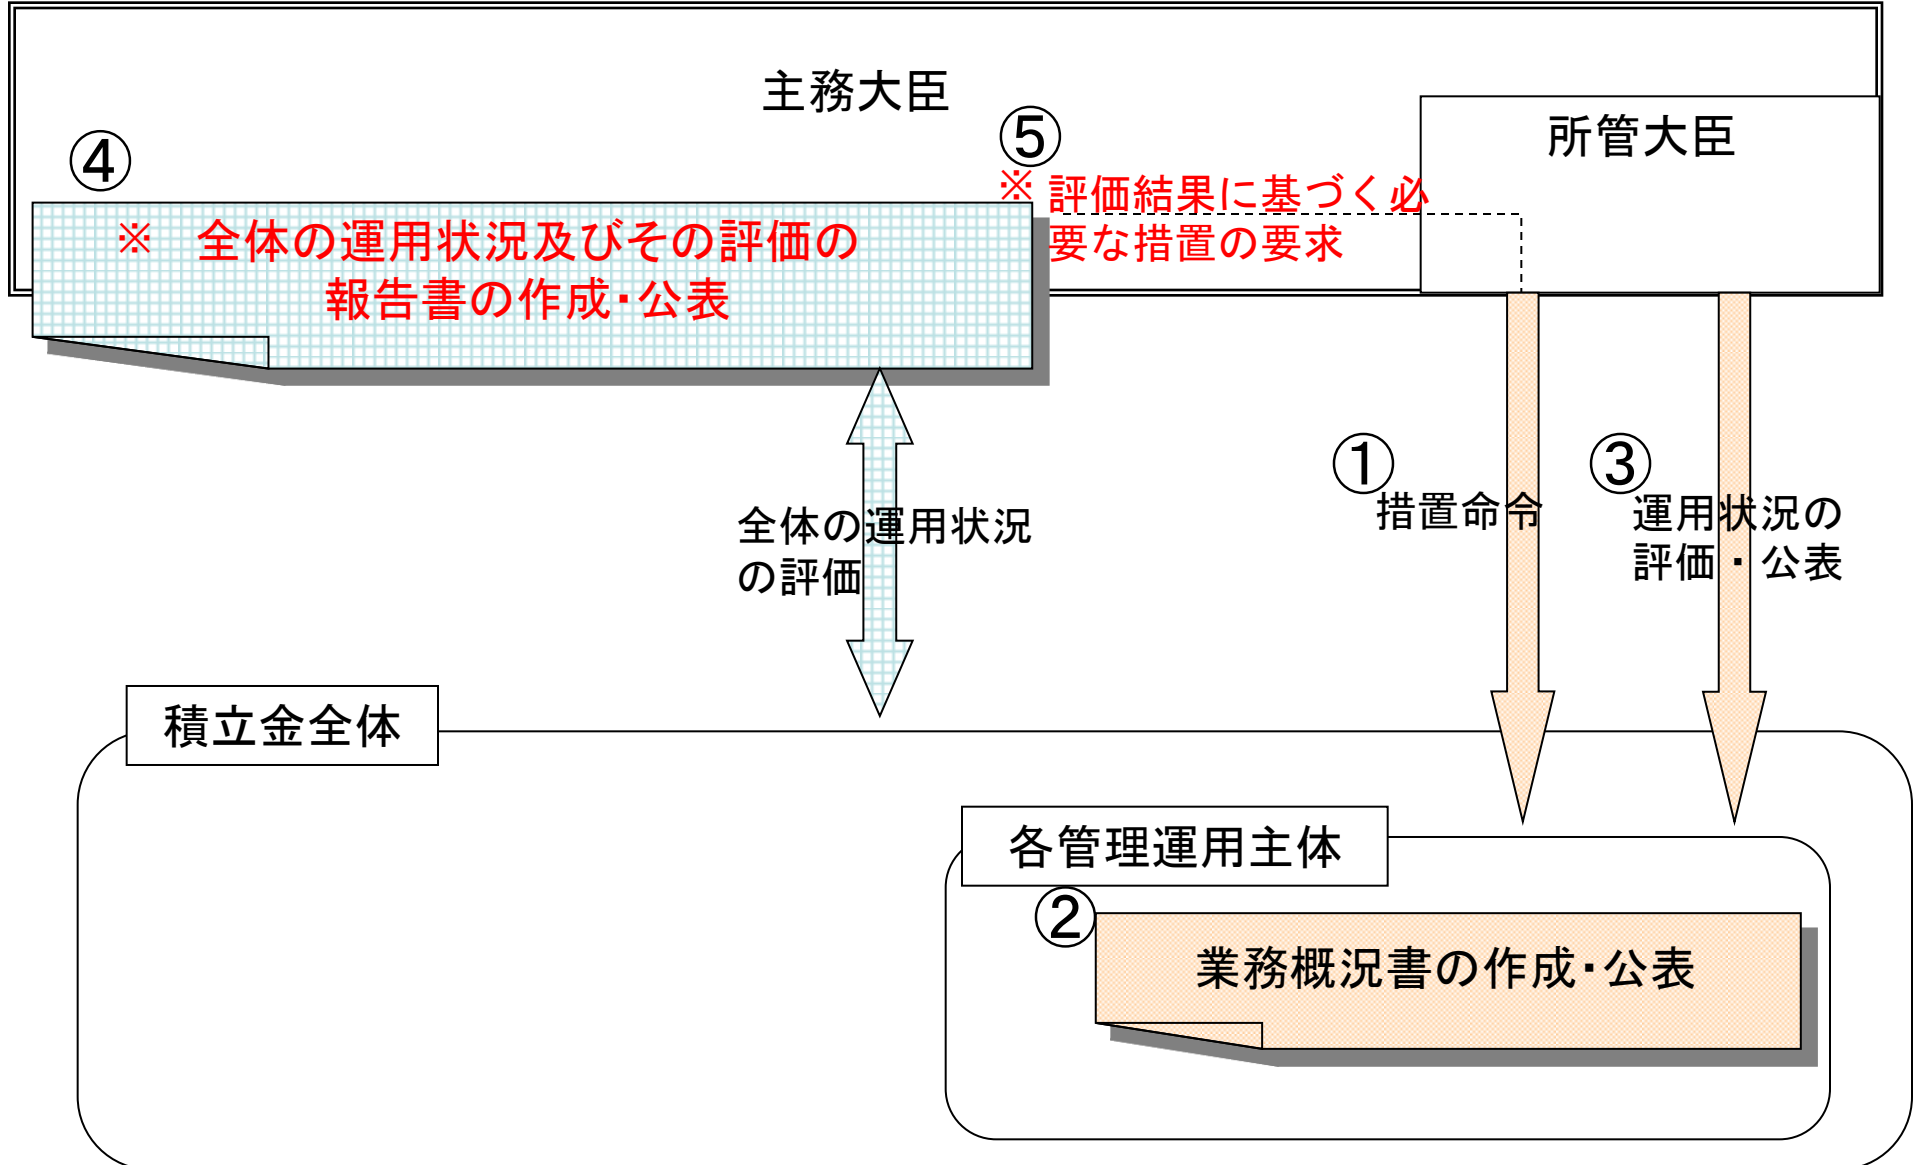 主務大臣
所管大臣
④
※　全体の運用状況及びその評価の
報告書の作成・公表
⑤
※ 評価結果に基づく必
要な措置の要求
全体の運用状況
の評価
①
措置命令
③
運用状況の
評価・公表
積立金全体
各管理運用主体
②
業務概況書の作成・公表